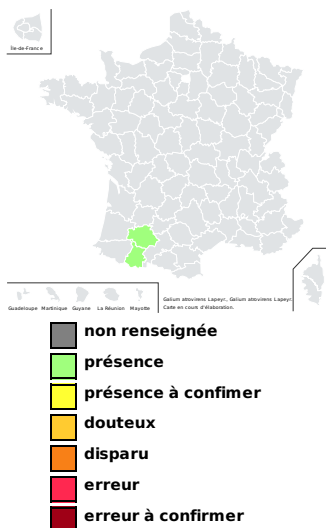 Île-de-France
Guadeloupe Martinique Guyane La Réunion Mayotte
Galium atrovirens Lapeyr., Galium atrovirens Lapeyr.
Carte en cours d'élaboration.
non renseignée
présence
présence à confimer
douteux
disparu
erreur
erreur à confirmer